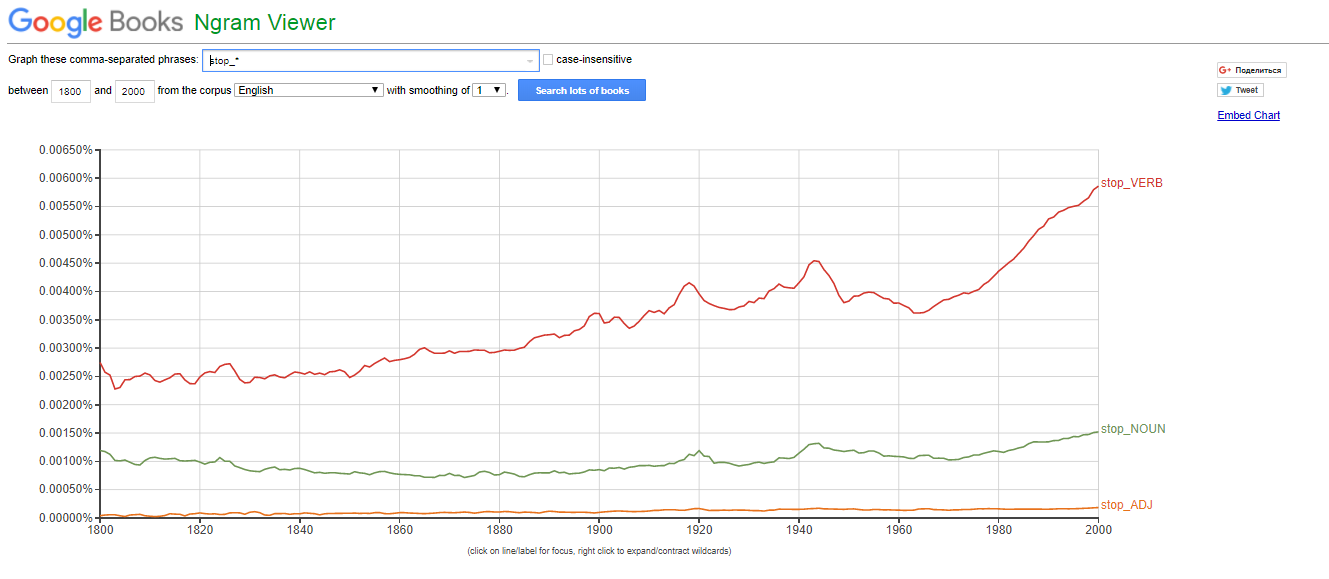 Google Books Ngram Viewer
Graph these comma-separated phrases: stop_* case-insensitive
between 1800 and 2000 from the corpus English with smoothing of 1 . Search lots of books
G+ Поделиться
Tweet
Embed Chart
0.00650%
0.00600%
stop_VERB
0.00550%
0.00500%
0.00450%
0.00400%
0.00350%
0.00300%
0.00250%
0.00200%
0.00150%
stop_NOUN
0.00100%
0.00050%
stop_ADJ
0.00000%
1800 1820 1840 1860 1880 1900 1920 1940 1960 1980 2000
(click on line/label for focus, right click to expand/contract wildcards)